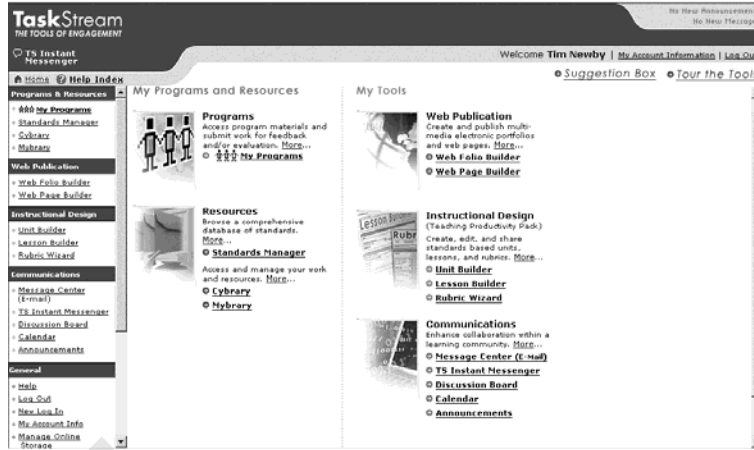 TaskStream
THE TOOLS OF ENGAGEMENT
TS Instant
Messenger
No New Announcemen
No New Message
Welcome Tim Newby | My Account Information | Log Ou
Home Help Index
Suggestion Box Tour the Tool
Programs & Resources
My Programs
Standards Manager
Cybrary
Mybrary
Web Publication
Web Folio Builder
Web Page Builder
Instructional Design
Unit Builder
Lesson Builder
Rubric Wizard
Communications
Message Center
(E-mail)
TS Instant Messenger
Discussion Board
Calendar
Announcements
General
Help
Log Out
New Log In
My Account Info
Manage Online
Storage
My Programs and Resources
Programs
Access program materials and
submit work for feedback
and/or evaluation. More...
My Programs
Resources
Browse a comprehensive
database of standards.
More...
Standards Manager
Access and manage your work
and resources. More...
Cybrary
Mybrary
My Tools
Web Publication
Create and publish multi-
media electronic portfolios
and web pages. More...
Web Folio Builder
Web Page Builder
Lesson
Rubr
Instructional Design
(Teaching Productivity Pack)
Create, edit, and share
standards based units,
lessons, and rubrics. More...
Unit Builder
Lesson Builder
Rubric Wizard
Communications
Enhance collaboration within a
learning community. More...
Message Center (E-Mail)
TS Instant Messenger
Discussion Board
Calendar
Announcements